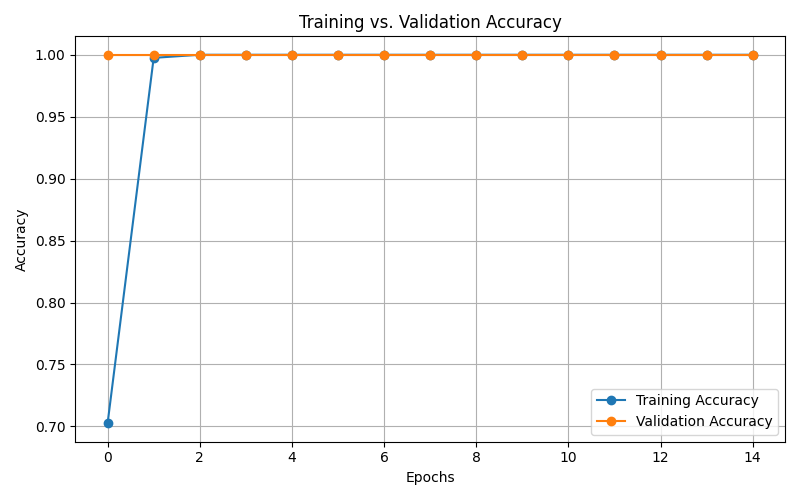 Training vs. Validation Accuracy
1.00
0.95
0.90
0.85
0.80
0.75
0.70
Accuracy
0 2 4 6 8 10 12 14
Epochs
Training Accuracy
Validation Accuracy